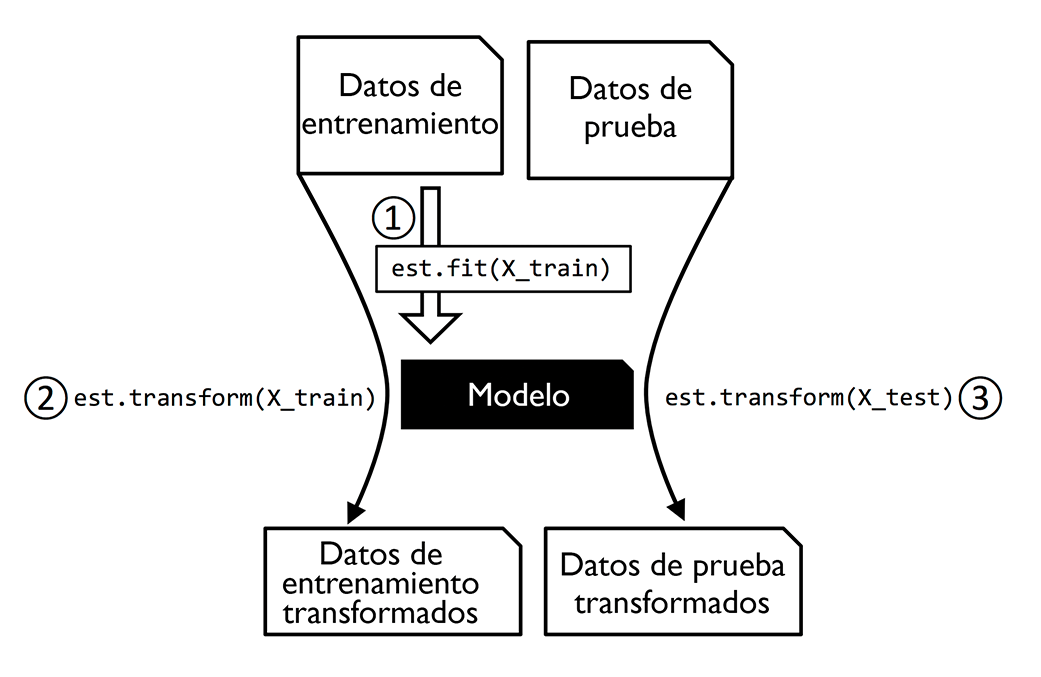 Datos de
entrenamiento
Datos de
prueba
1
est.fit(X_train)
2
est.transform(X_train)
Modelo
est.transform(X_test)
3
Datos de
entrenamiento
transformados
Datos de prueba
transformados